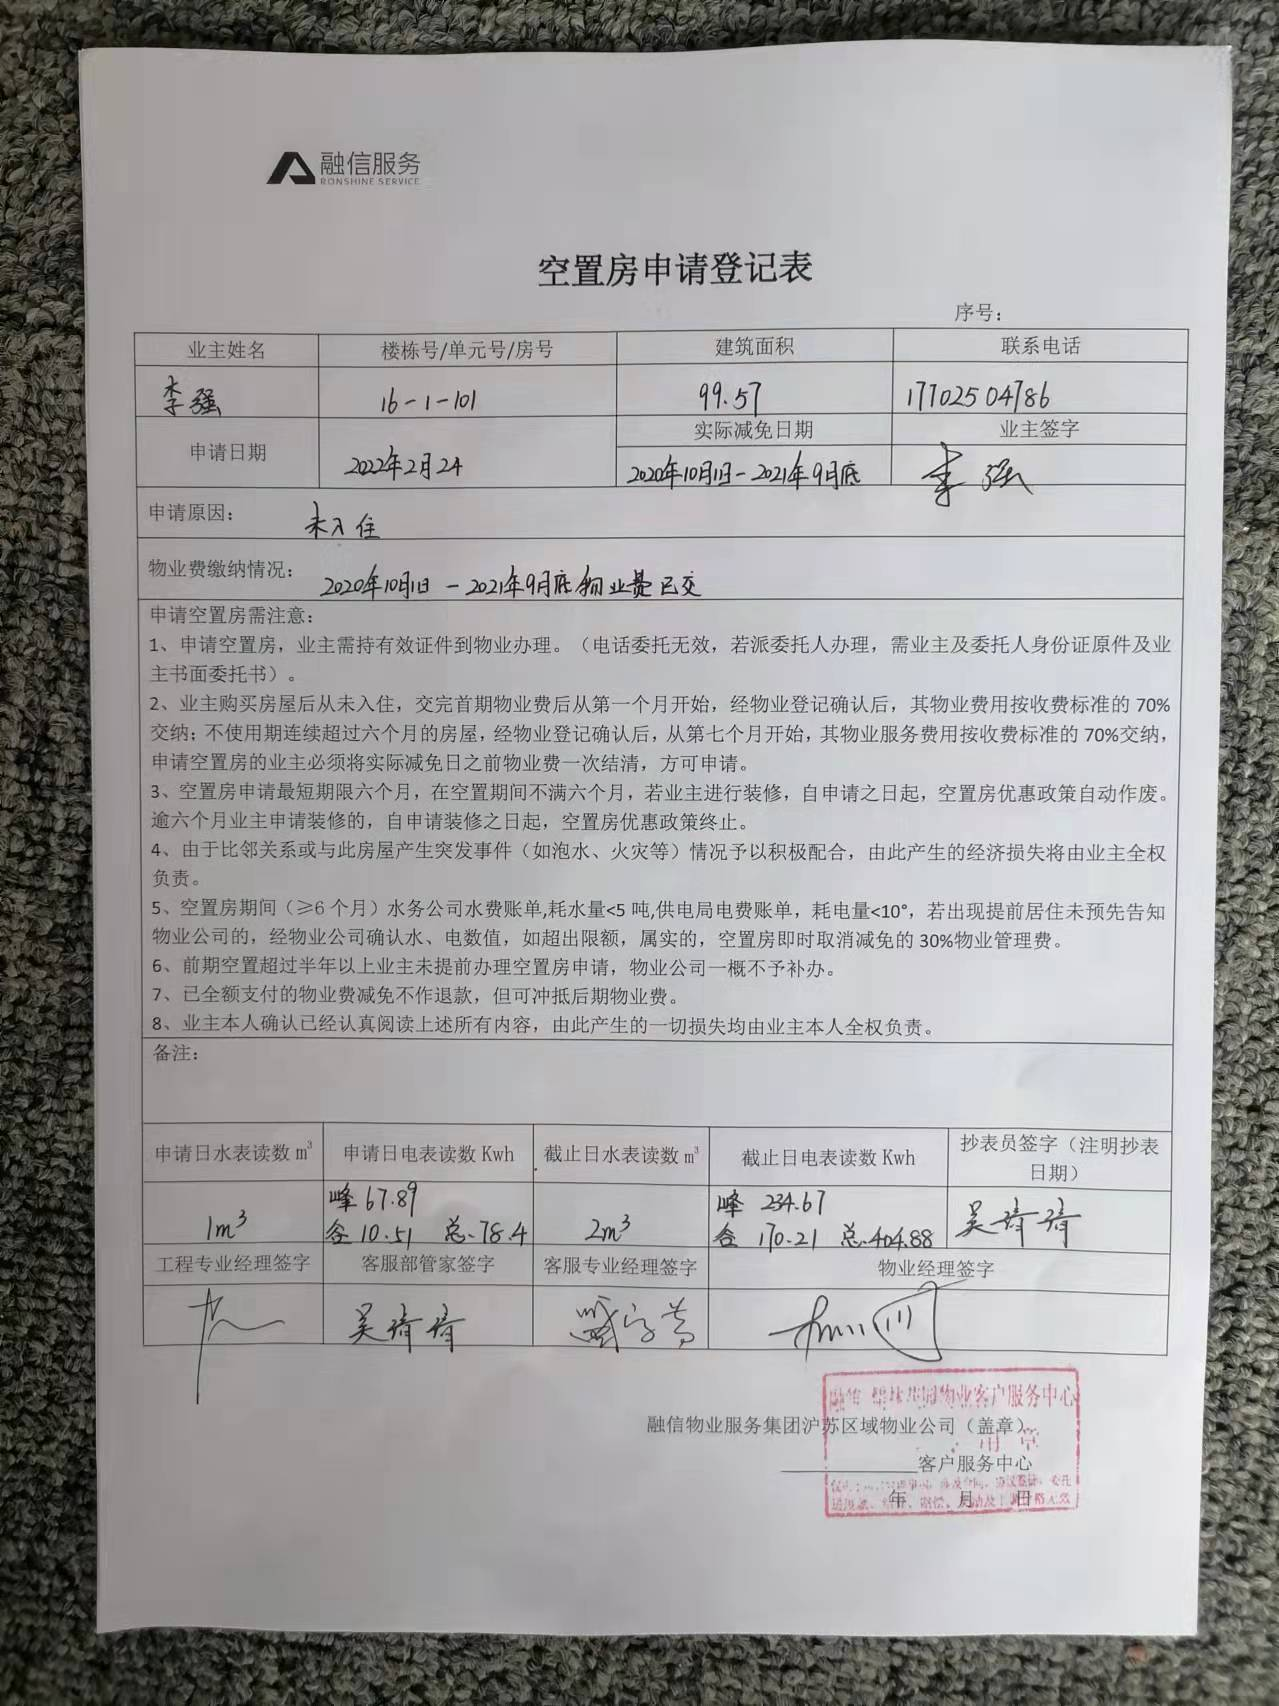 融信服务
RONSHINE SERVICE
空置房申请登记表
序号：
业主姓名 楼栋号/单元号/房号 建筑面积 联系电话
李强 16-1-101 99.57 17702504786
申请日期 2022年2月24 实际减免日期 业主签字
2020年10月1日-2021年9月底 李强
申请原因： 未入住
物业费缴纳情况： 2020年10月1日-2021年9月底物业费已交
申请空置房需注意：
1、申请空置房，业主需持有效证件到物业办理。（电话委托无效，若派委托人办理，需业主及委托人身份证原件及业
主书面委托书）。
2、业主购买房屋后从未入住，交完首期物业费后从第一个月开始，经物业登记确认后，其物业费用按收费标准的70%
交纳；不使用期连续超过六个月的房屋，经物业登记确认后，从第七个月开始，其物业服务费用按收费标准的70%交纳，
申请空置房的业主必须将实际减免日之前物业费一次结清，方可申请。
3、空置房申请最短期限六个月，在空置期间不满六个月，若业主进行装修，自申请之日起，空置房优惠政策自动作废。
逾六个月业主申请装修的，自申请装修之日起，空置房优惠政策终止。
4、由于比邻关系或与此房屋产生突发事件（如泡水、火灾等）情况予以积极配合，由此产生的经济损失将由业主全权
负责。
5、空置房期间（≥6个月）水务公司水费账单,耗水量<5吨,供电局电费账单，耗电量<10°，若出现提前居住未预先告知
物业公司的，经物业公司确认水、电数值，如超出限额，属实的，空置房即时取消减免的30%物业管理费。
6、前期空置超过半年以上业主未提前办理空置房申请，物业公司一概不予补办。
7、已全额支付的物业费减免不作退款，但可冲抵后期物业费。
8、业主本人确认已经认真阅读上述所有内容，由此产生的一切损失均由业主本人全权负责。
备注：
申请日水表读数m³ 申请日电表读数Kwh 截止日水表读数m³ 截止日电表读数Kwh 抄表员签字（注明抄表
日期）
峰67.89 峰 234.67
1m³ 谷10.51 总.78.4 2m³ 谷 170.21 总.404.88 吴琦琦
工程专业经理签字 客服部管家签字 客服专业经理签字 物业经理签字
吴琦琦
物业客户服务中心
融信物业服务集团沪苏区域物业公司（盖章）
客户服务中心
年 月 日